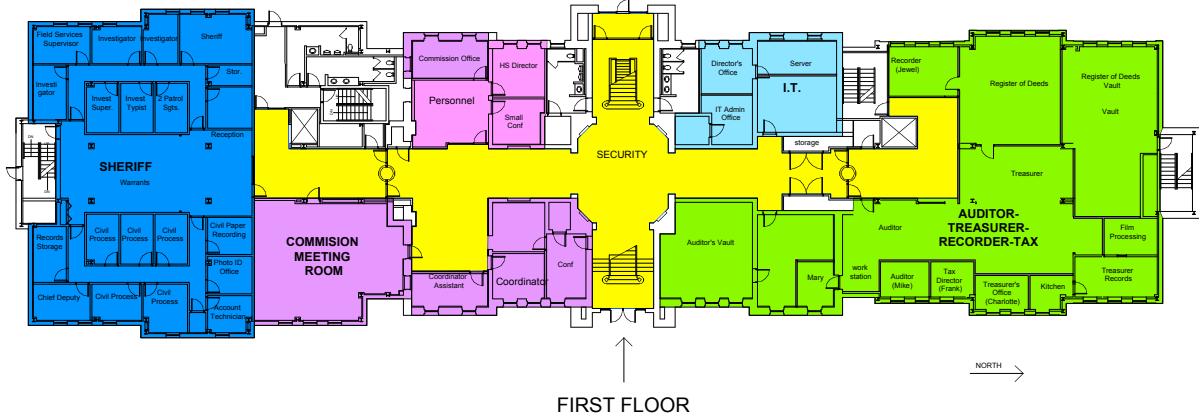 Field Services
Supervisor
Investigator
Investigator
Sheriff
Investi
gator
Stor.
Invest
Super.
Invest
Typist
2 Patrol
Sgts.
Reception
SHERIFF
Warrants
DN
DN
Records
Storage
Civil
Process
Civil
Process
Civil
Process
Civil Paper
Recording
Photo ID
Office
Chief Deputy
Civil Process
Civil
Process
Account
Technician
COMMISION
MEETING
ROOM
Commission Office
HS Director
Personnel
Small
Conf
Coordinator
Assistant
Coordinator
Conf
SECURITY
Director's
Office
Server
I.T.
IT Admin
Office
storage
Auditor's Vault
Mary
Recorder
(Jewel)
Register of Deeds
Register of Deeds
Vault
Vault
Treasurer
Auditor
AUDITOR-
TREASURER-
RECORDER-TAX
Film
Processing
work
station
Auditor
(Mike)
Tax
Director
(Frank)
Treasurer's
Office
(Charlotte)
Kitchen
Treasurer
Records
NORTH
FIRST FLOOR